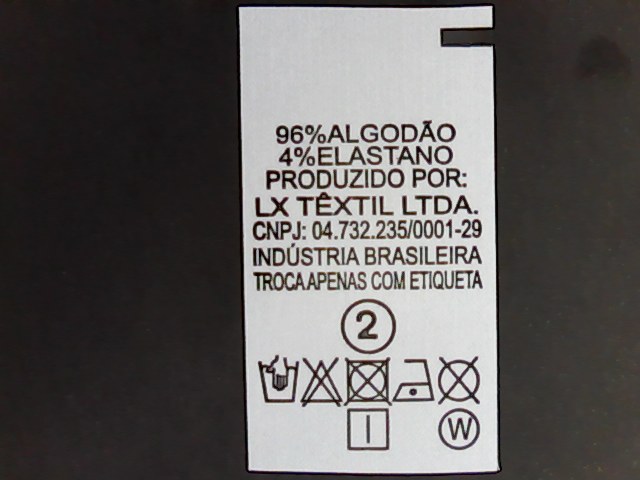 96%ALGODÃO
4%ELASTANO
PRODUZIDO POR:
LX TÊXTIL LTDA.
CNPJ: 04.732.235/0001-29
INDÚSTRIA BRASILEIRA
TROCA APENAS COM ETIQUETA
2
W